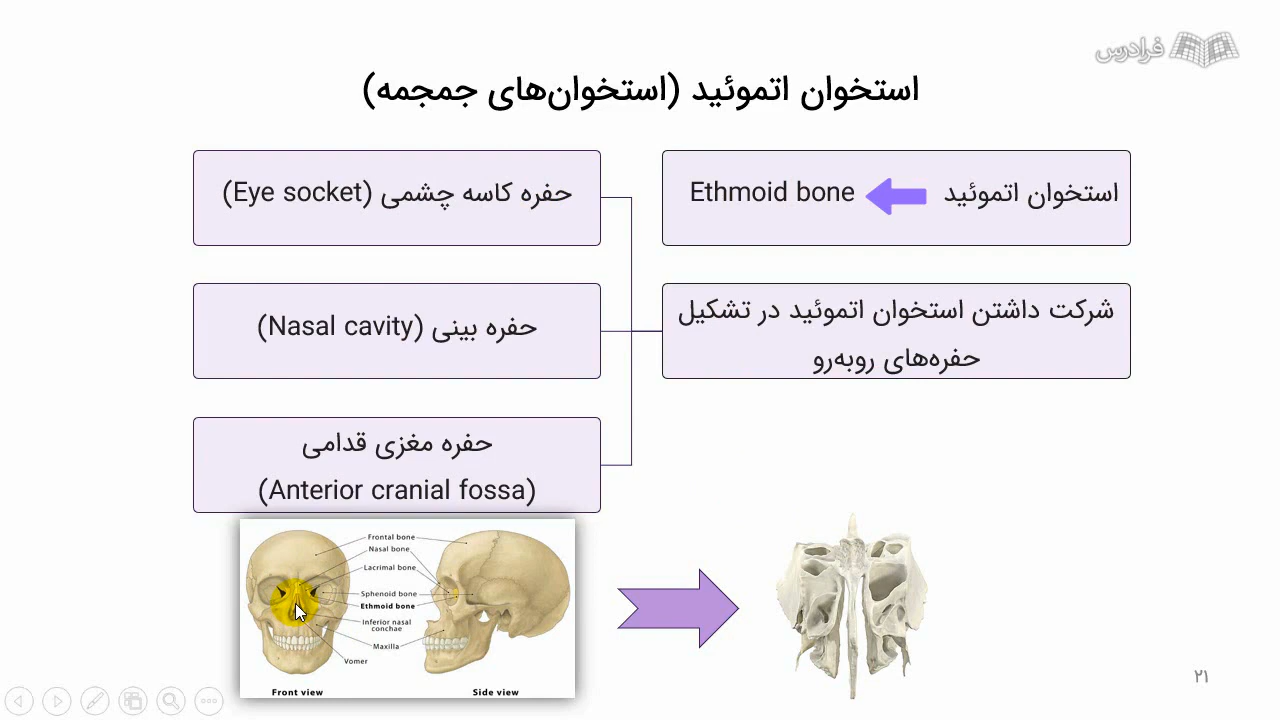 فرادرس
استخوان اتموئید (استخوان‌های جمجمه)
استخوان اتموئید Ethmoid bone
شرکت داشتن استخوان اتموئید در تشکیل
حفره‌های روبه‌رو
حفره کاسه چشمی (Eye socket)
حفره بینی (Nasal cavity)
حفره مغزی قدامی
(Anterior cranial fossa)
Frontal bone
Nasal bone
Lacrimal bone
Sphenoid bone
Ethmoid bone
Inferior nasal
conchae
Maxilla
Vomer
Front view
Side view
۲۱